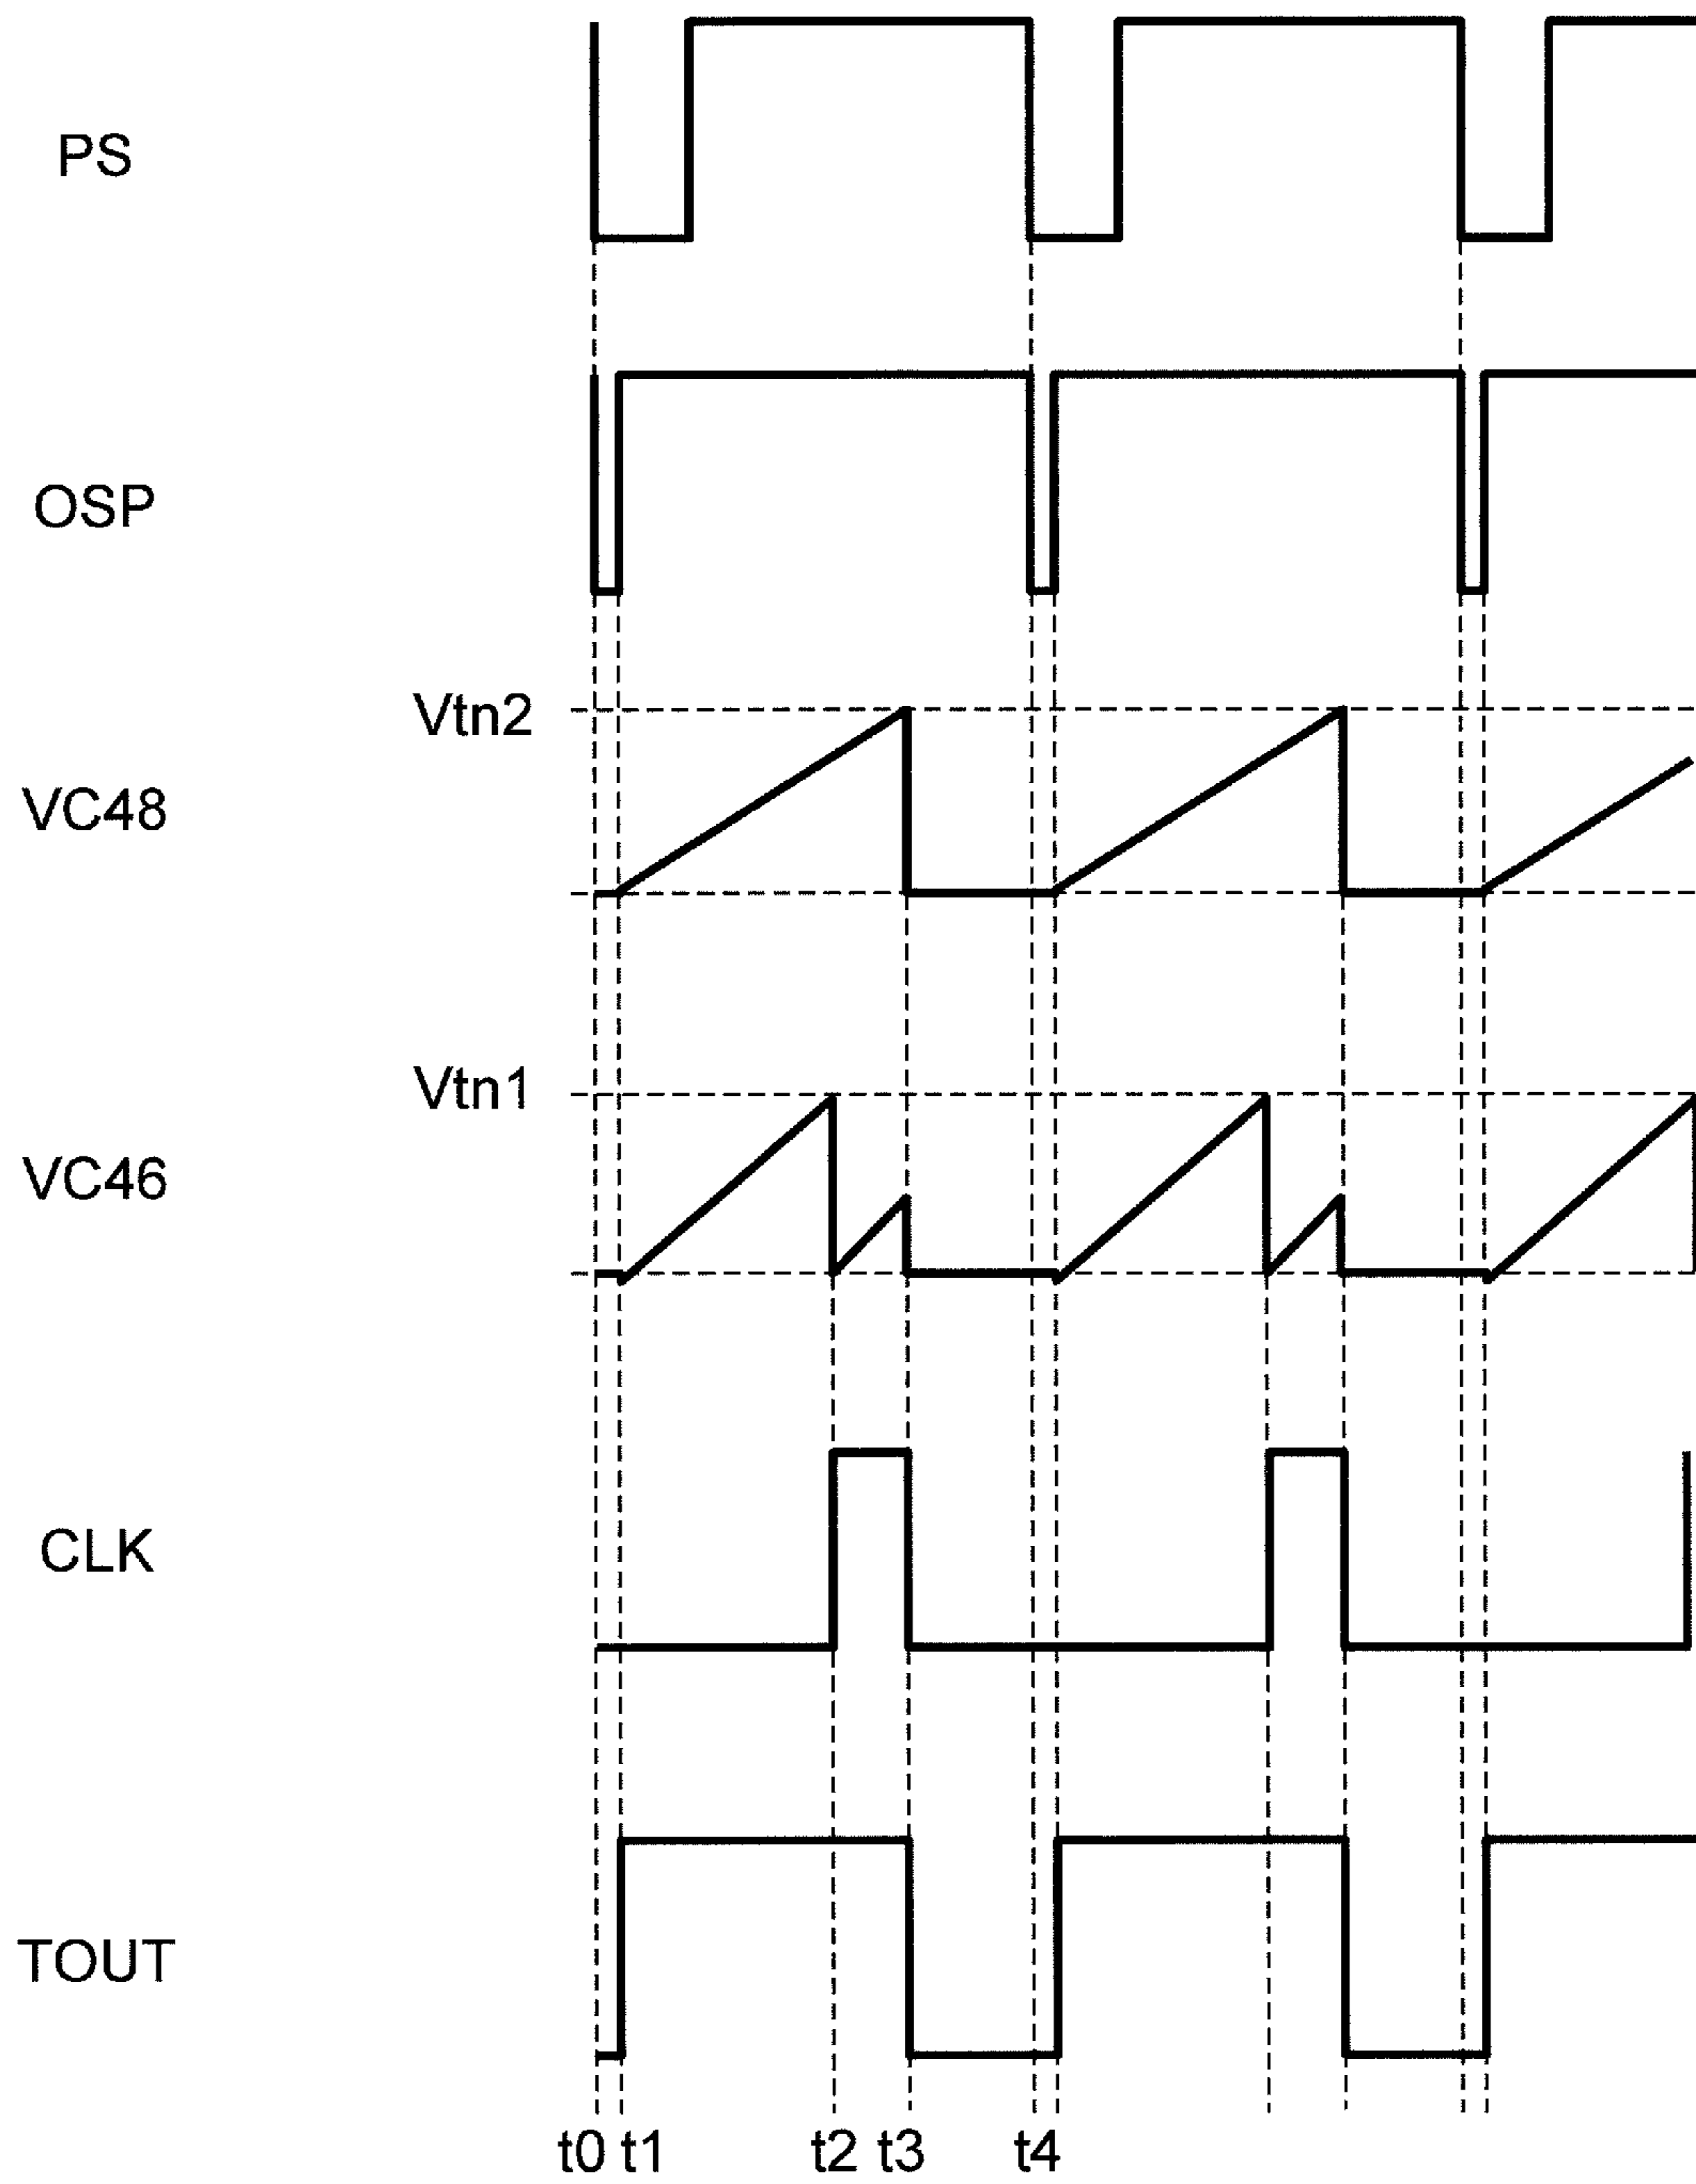 PS
OSP
Vtn2
VC48
Vtn1
VC46
CLK
TOUT
t0 t1 t2 t3 t4